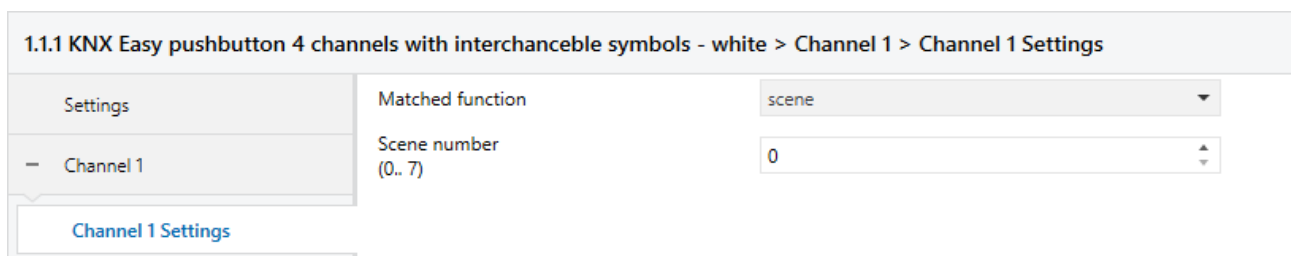 1.1.1 KNX Easy pushbutton 4 channels with interchanceble symbols - white > Channel 1 > Channel 1 Settings
Settings
Matched function
scene
Channel 1
Scene number
(0.. 7)
0
Channel 1 Settings